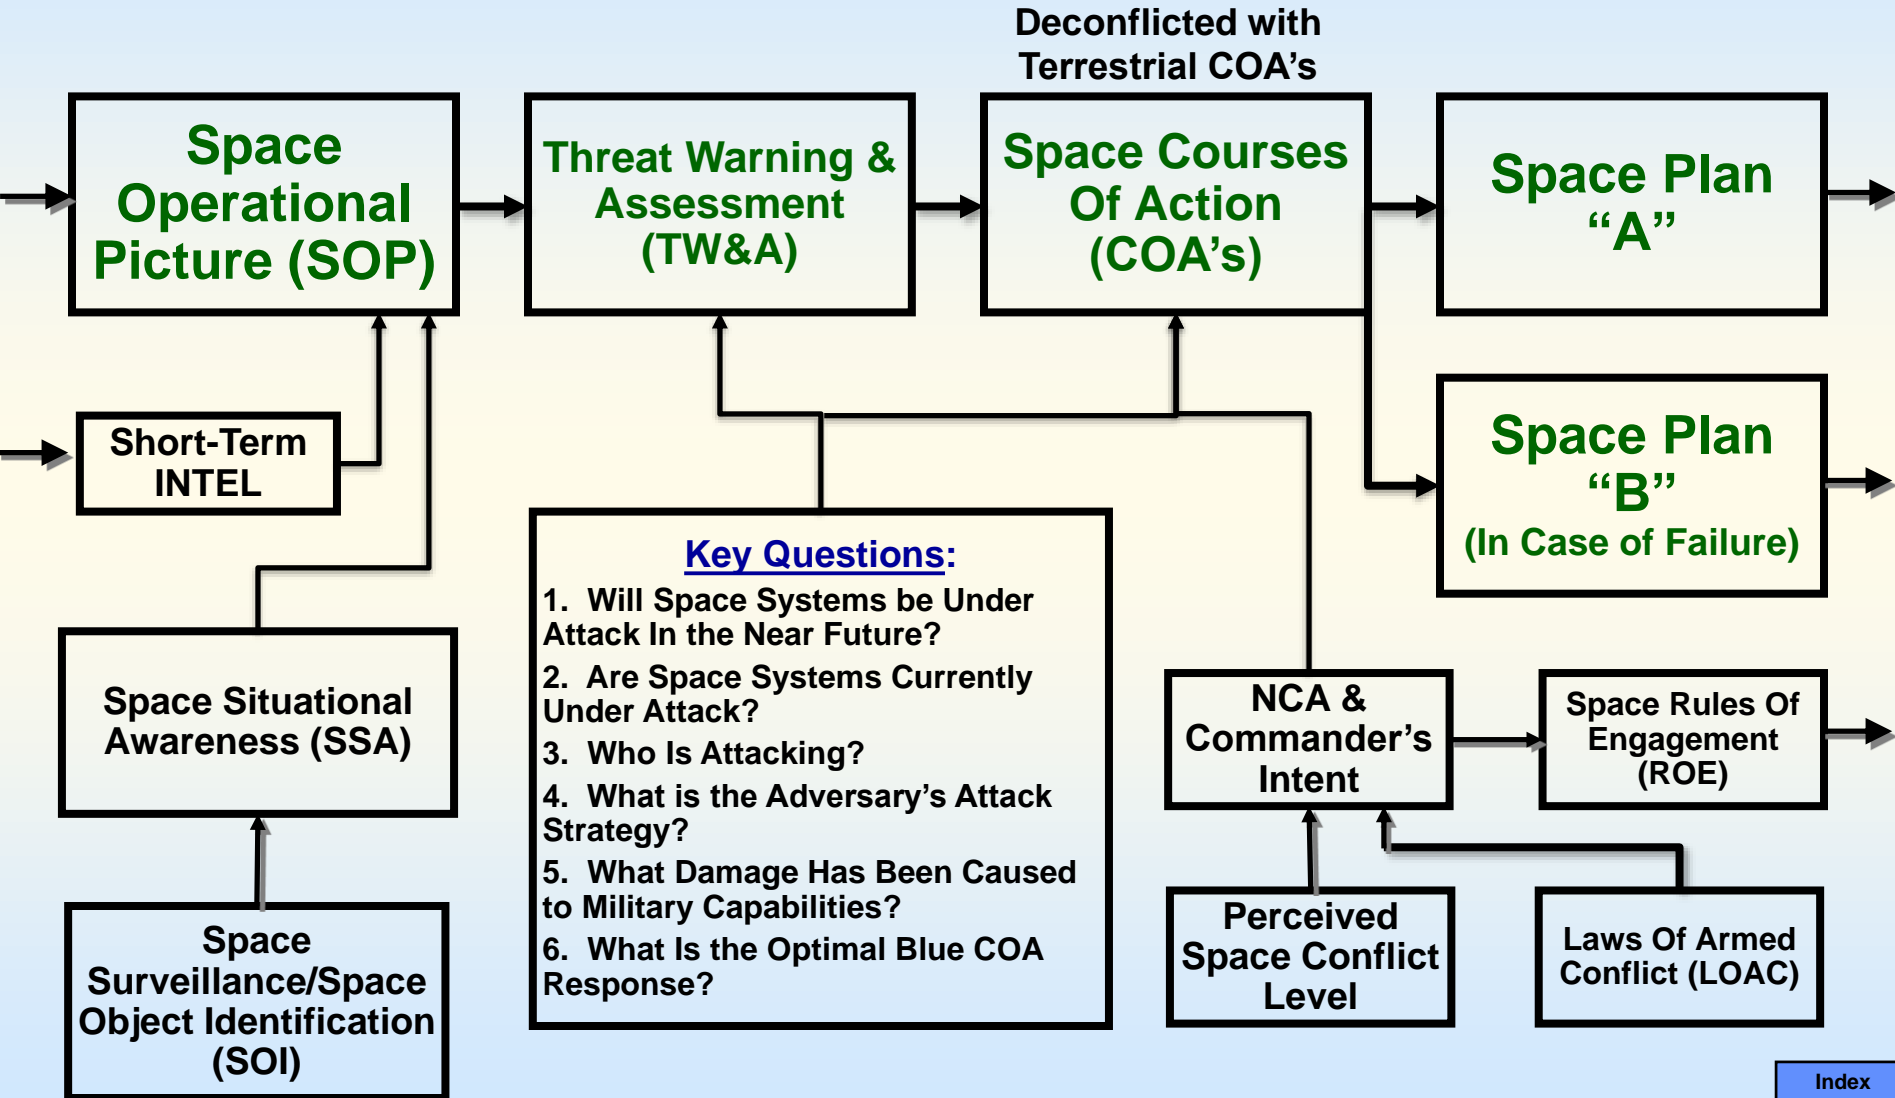 Deconflicted with
Terrestrial COA's
Space
Operational
Picture (SOP)
Threat Warning &
Assessment
(TW&A)
Space Courses
Of Action
(COA's)
Space Plan
“A”
Short-Term
INTEL
Space Plan
“B”
(In Case of Failure)
Key Questions:
1. Will Space Systems be Under
Attack In the Near Future?
2. Are Space Systems Currently
Under Attack?
3. Who Is Attacking?
4. What is the Adversary’s Attack
Strategy?
5. What Damage Has Been Caused
to Military Capabilities?
6. What Is the Optimal Blue COA
Response?
Space Situational
Awareness (SSA)
NCA &
Commander’s
Intent
Space Rules Of
Engagement
(ROE)
Space
Surveillance/Space
Object Identification
(SOI)
Perceived
Space Conflict
Level
Laws Of Armed
Conflict (LOAC)
Index